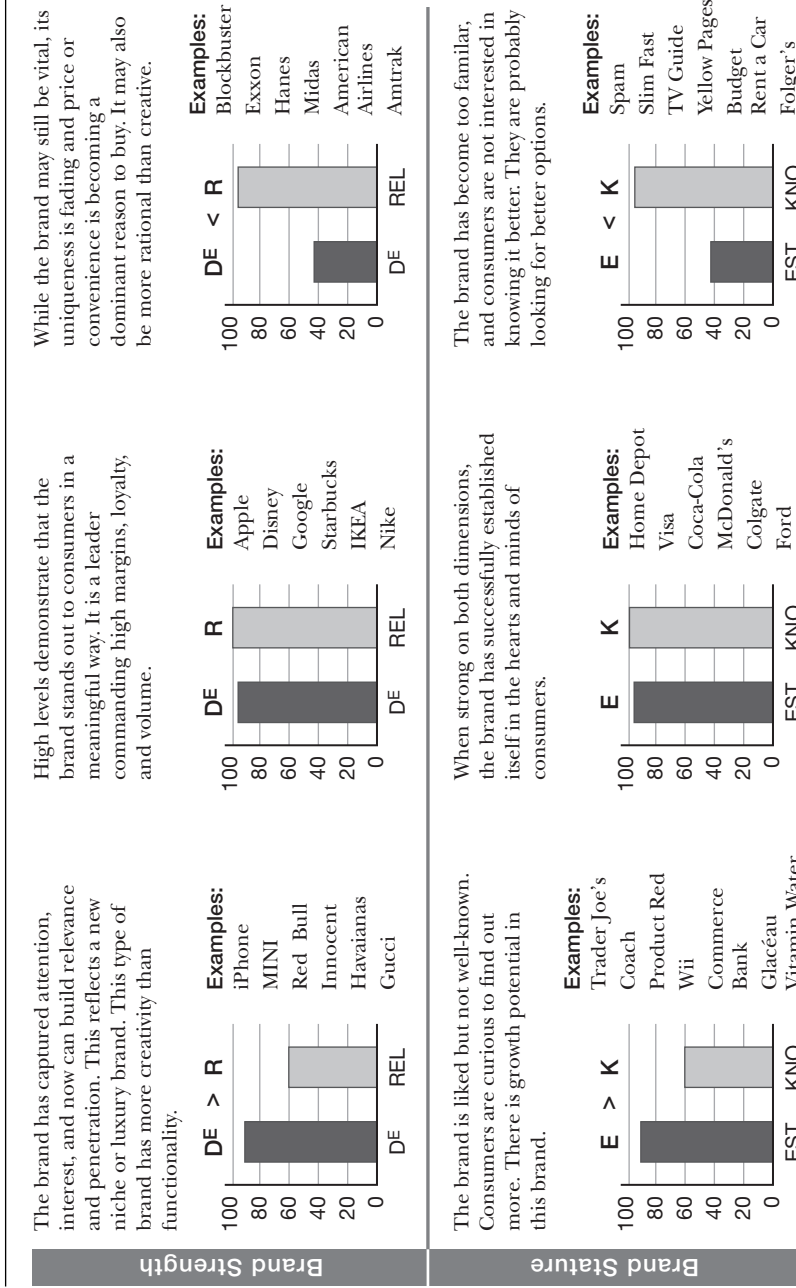 Brand Strength
The brand has captured attention,
interest, and now can build relevance
and penetration. This reflects a new
niche or luxury brand. This type of
brand has more creativity than
functionality.
Dᴱ > R
100
80
60
40
20
0
Dᴱ REL
Examples:
iPhone
MINI
Red Bull
Innocent
Havaianas
Gucci
High levels demonstrate that the
brand stands out to consumers in a
meaningful way. It is a leader
commanding high margins, loyalty,
and volume.
Dᴱ R
100
80
60
40
20
0
Dᴱ REL
Examples:
Apple
Disney
Google
Starbucks
IKEA
Nike
While the brand may still be vital, its
uniqueness is fading and price or
convenience is becoming a
dominant reason to buy. It may also
be more rational than creative.
Dᴱ < R
100
80
60
40
20
0
Dᴱ REL
Examples:
Blockbuster
Exxon
Hanes
Midas
American
Airlines
Amtrak
Brand Stature
The brand is liked but not well-known.
Consumers are curious to find out
more. There is growth potential in
this brand.
E > K
100
80
60
40
20
0
EST KNO
Examples:
Trader Joe's
Coach
Product Red
Wii
Commerce
Bank
Glacéau
Vitamin Water
When strong on both dimensions,
the brand has successfully established
itself in the hearts and minds of
consumers.
E K
100
80
60
40
20
0
EST KNO
Examples:
Home Depot
Visa
Coca-Cola
McDonald's
Colgate
Ford
The brand has become too familar,
and consumers are not interested in
knowing it better. They are probably
looking for better options.
E < K
100
80
60
40
20
0
EST KNO
Examples:
Spam
Slim Fast
TV Guide
Yellow Pages
Budget
Rent a Car
Folger's